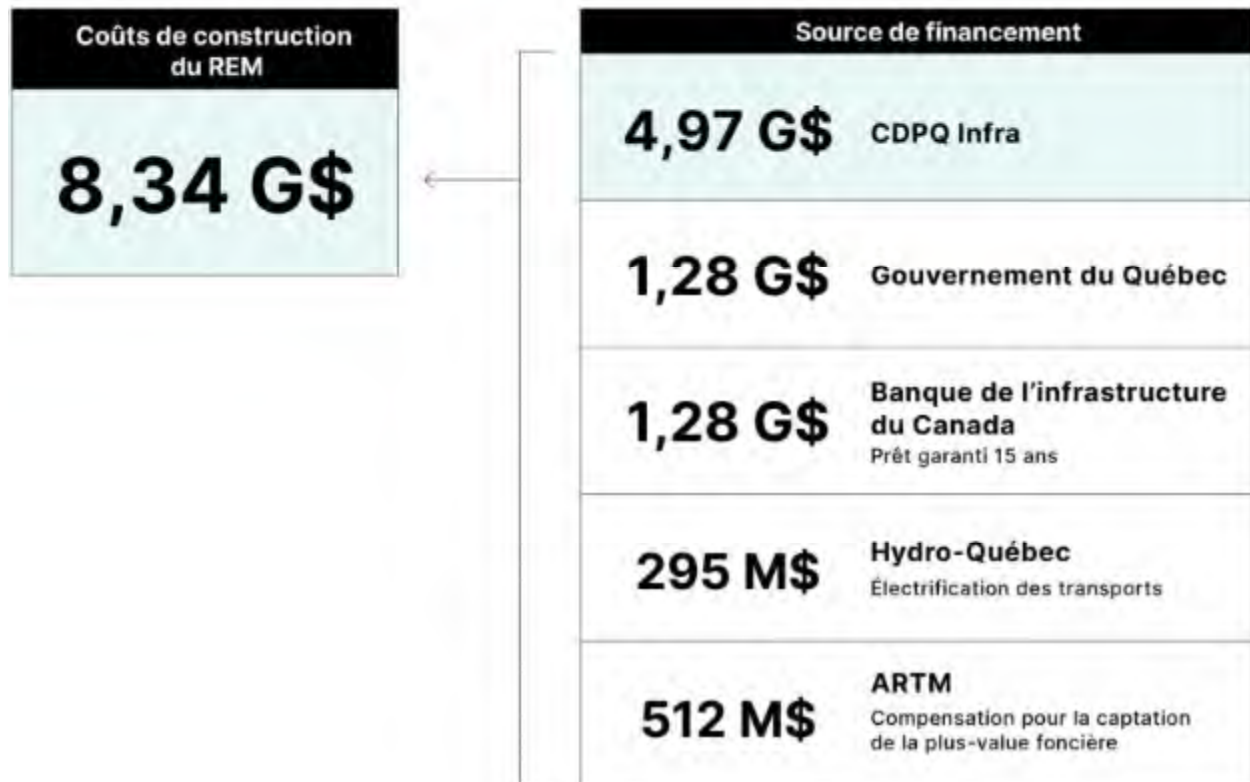 Coûts de construction
du REM
8,34 G$
Source de financement
4,97 G$ CDPQ Infra
1,28 G$ Gouvernement du Québec
1,28 G$ Banque de l'infrastructure
du Canada
Prêt garanti 15 ans
295 M$ Hydro-Québec
Électrification des transports
512 M$ ARTM
Compensation pour la captation
de la plus-value foncière